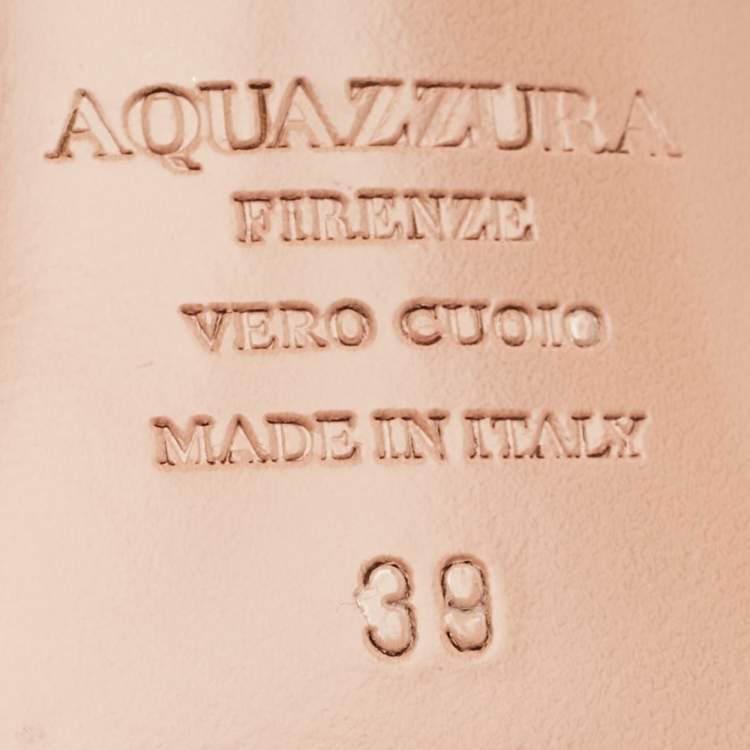 AQUAZZURA
FIRENZE
VERO CUOIO
MADE IN ITALY
39